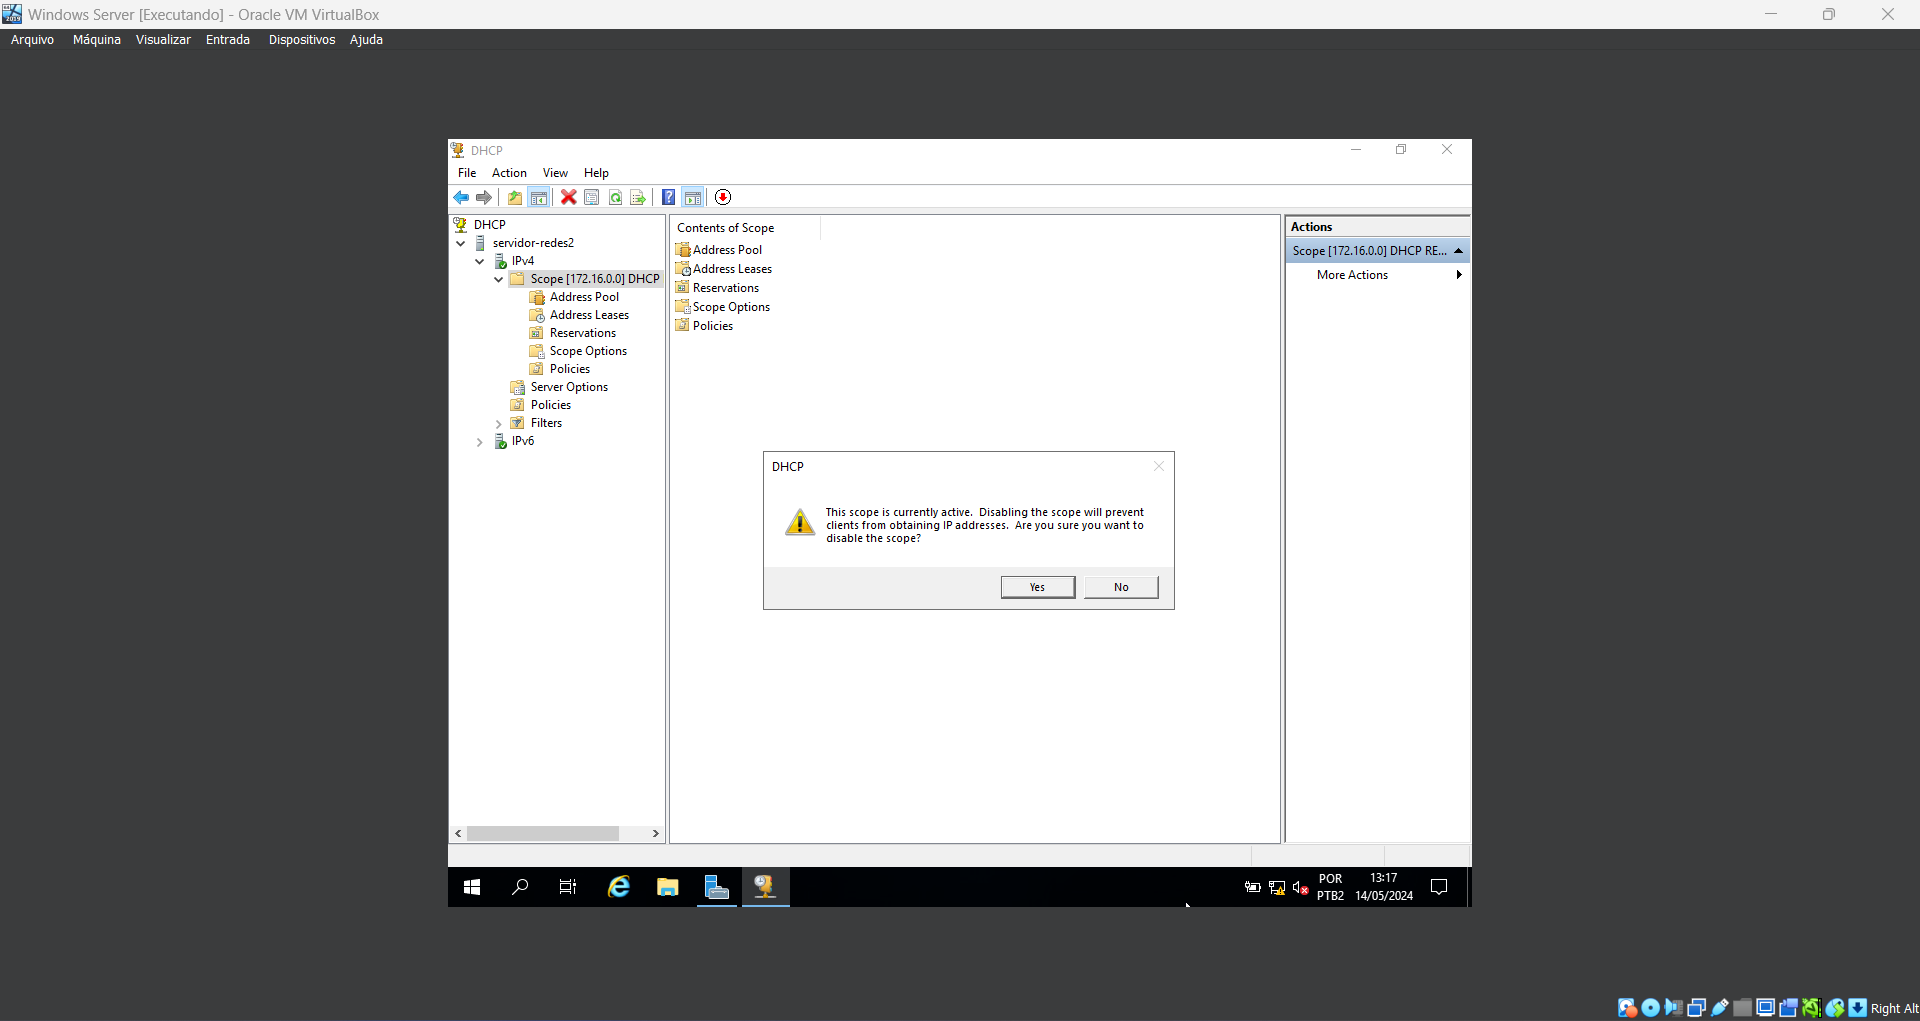 Windows Server [Executando] - Oracle VM VirtualBox
Arquivo Máquina Visualizar Entrada Dispositivos Ajuda
DHCP
File Action View Help
DHCP
servidor-redes2
IPv4
Scope [172.16.0.0] DHCP
Address Pool
Address Leases
Reservations
Scope Options
Policies
Server Options
Policies
Filters
IPv6
Contents of Scope
Address Pool
Address Leases
Reservations
Scope Options
Policies
Actions
Scope [172.16.0.0] DHCP RE...
More Actions
DHCP
This scope is currently active. Disabling the scope will prevent
clients from obtaining IP addresses. Are you sure you want to
disable the scope?
Yes No
POR
PTB2
13:17
14/05/2024
Right Alt